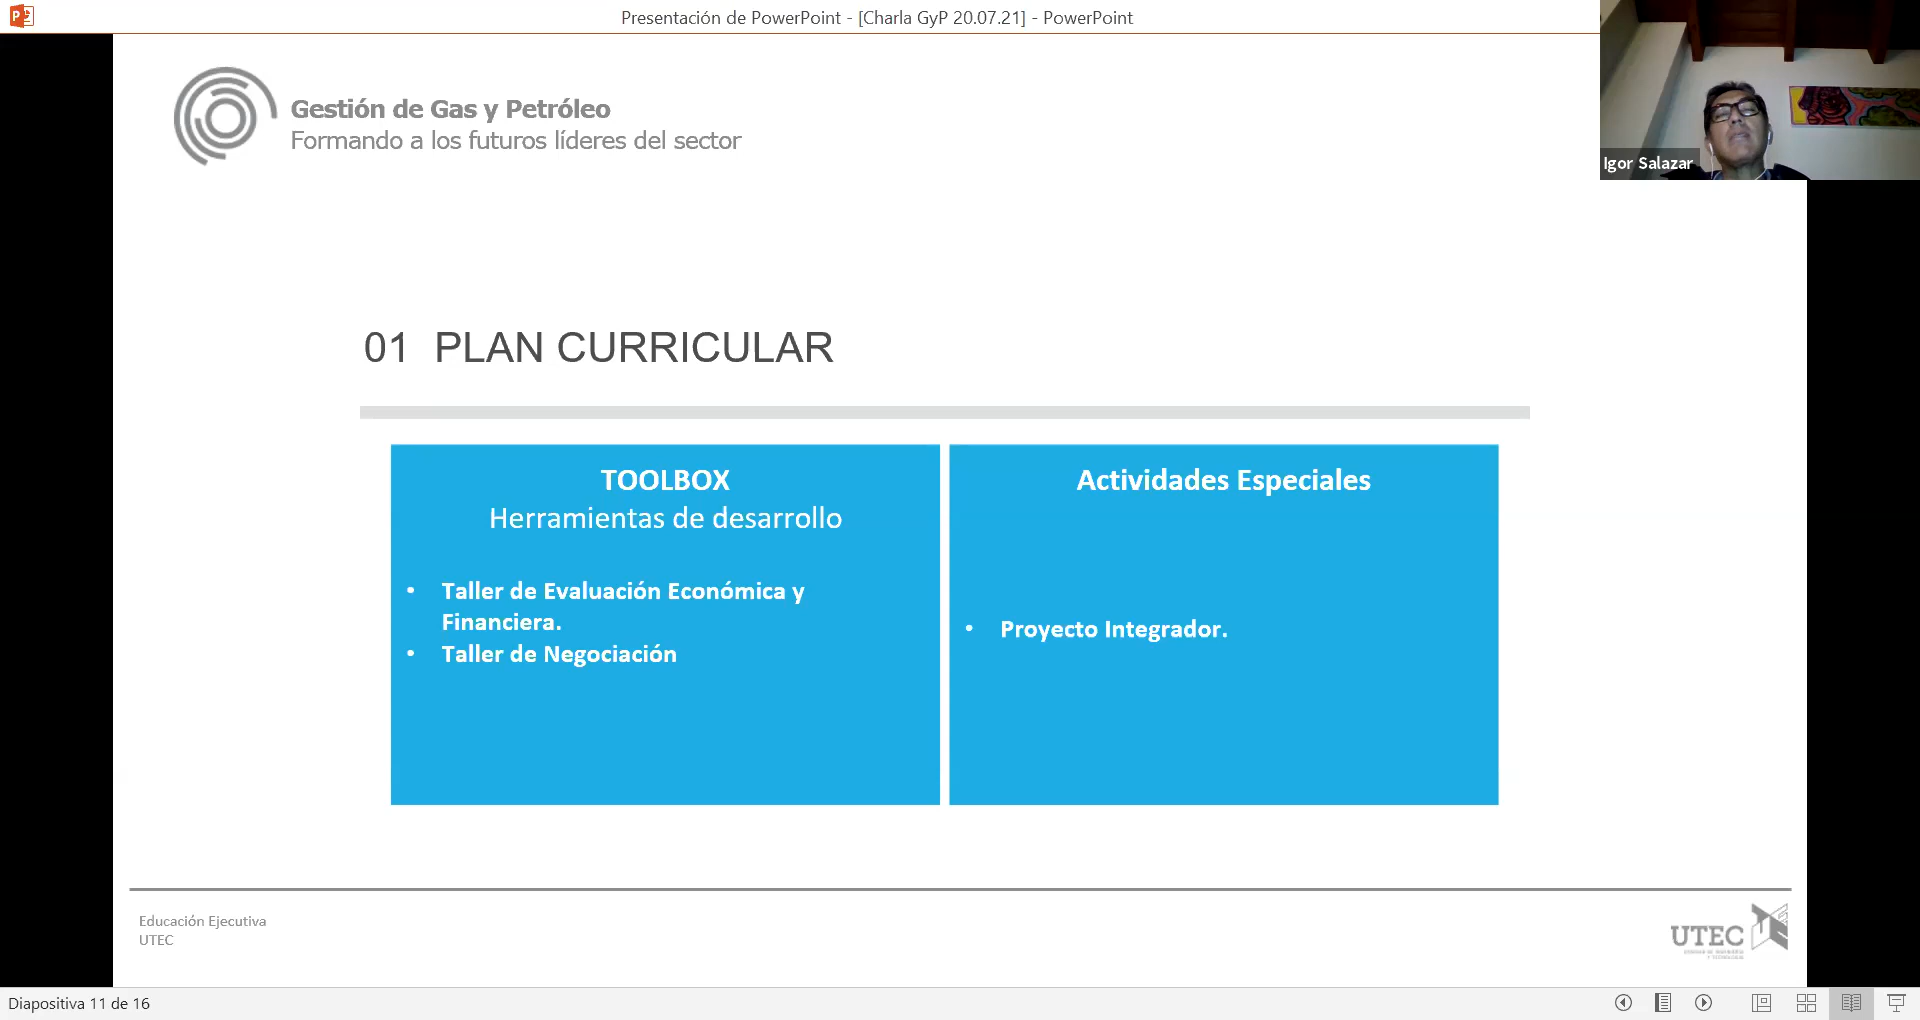 Presentación de PowerPoint - [Charla GyP 20.07.21] - PowerPoint
Igor Salazar
Gestión de Gas y Petróleo
Formando a los futuros líderes del sector
01 PLAN CURRICULAR
TOOLBOX
Herramientas de desarrollo
• Taller de Evaluación Económica y
Financiera.
• Taller de Negociación
Actividades Especiales
• Proyecto Integrador.
Educación Ejecutiva
UTEC
UTEC
Diapositiva 11 de 16